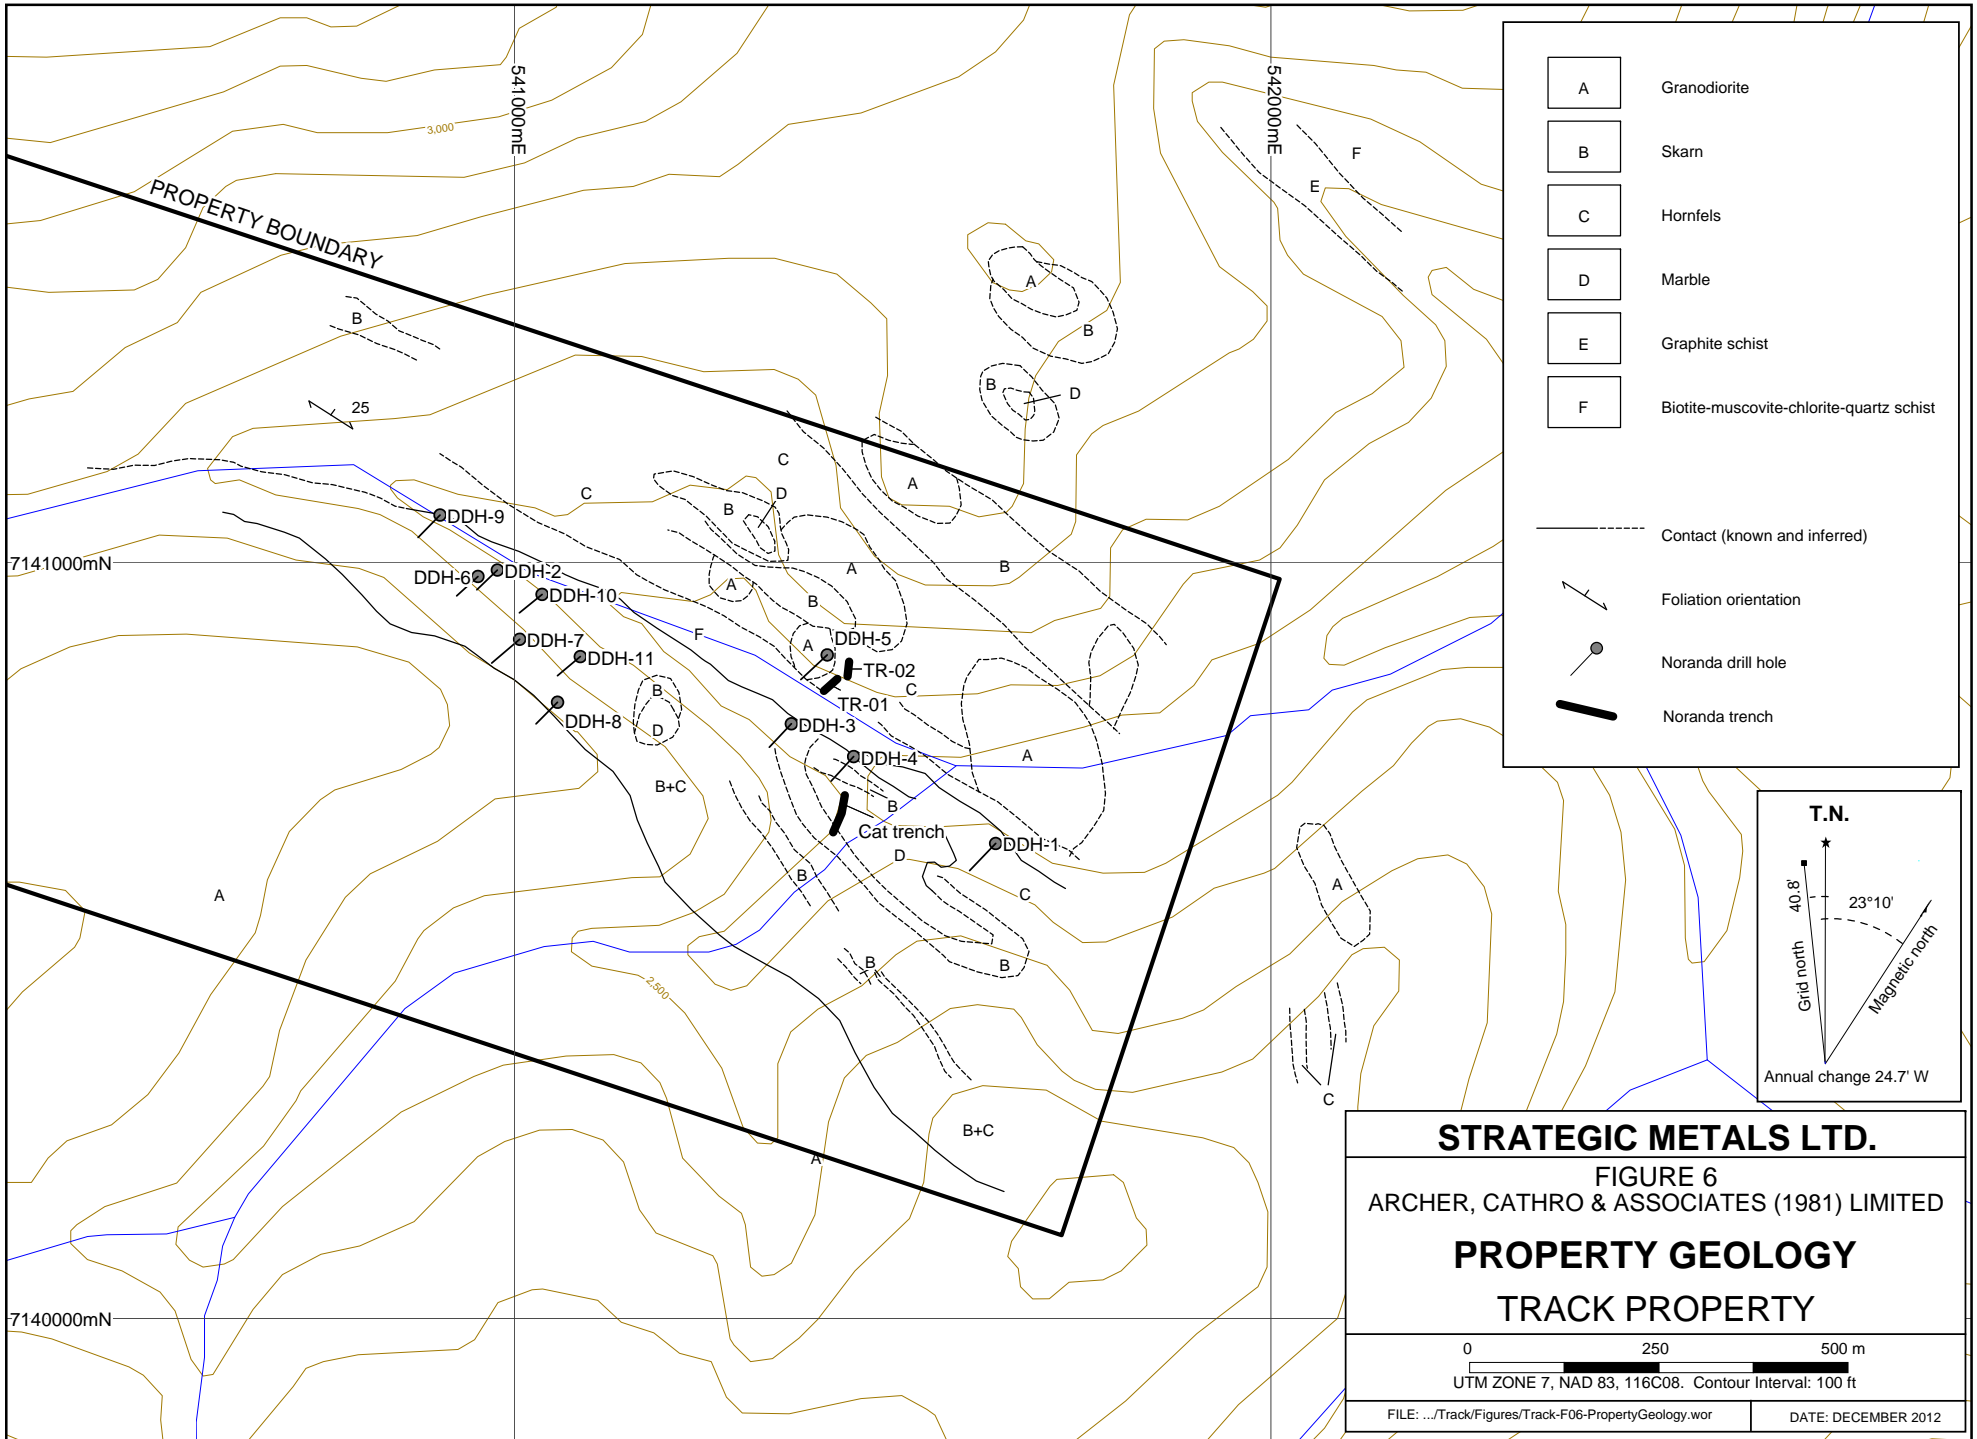 541000mE
542000mE
3,000
PROPERTY BOUNDARY
F
E
A
B
B
B
D
25
C
A
C
D
B
DDH-9
7141000mN
DDH-6
DDH-2
DDH-10
A
A
B
B
F
DDH-7
DDH-11
A
DDH-5
TR-02
TR-01
C
B
DDH-8
D
DDH-3
DDH-4
A
B+C
B
Cat trench
DDH-1
D
B
C
A
A
B
B
2,500
C
B+C
A
7140000mN
A
Granodiorite
B
Skarn
C
Hornfels
D
Marble
E
Graphite schist
F
Biotite-muscovite-chlorite-quartz schist
Contact (known and inferred)
Foliation orientation
Noranda drill hole
Noranda trench
T.N.
40.8'
23°10'
Grid north
Magnetic north
Annual change 24.7' W
STRATEGIC METALS LTD.
FIGURE 6
ARCHER, CATHRO & ASSOCIATES (1981) LIMITED
PROPERTY GEOLOGY
TRACK PROPERTY
0 250 500 m
UTM ZONE 7, NAD 83, 116C08. Contour Interval: 100 ft
FILE: .../Track/Figures/Track-F06-PropertyGeology.wor
DATE: DECEMBER 2012